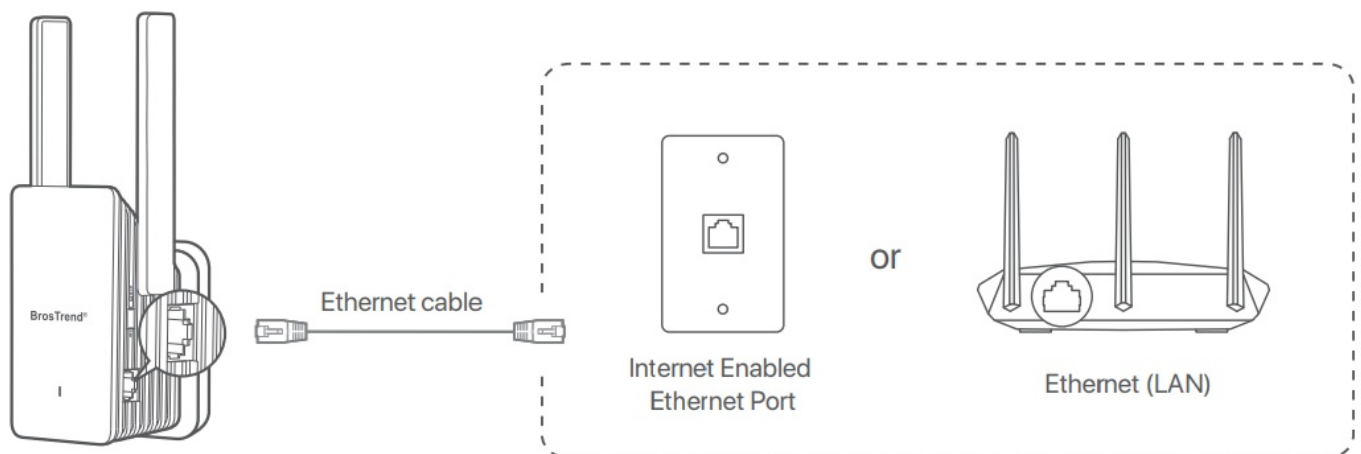 BrosTrend®
Ethernet cable
Internet Enabled
Ethernet Port
or
Ethernet (LAN)